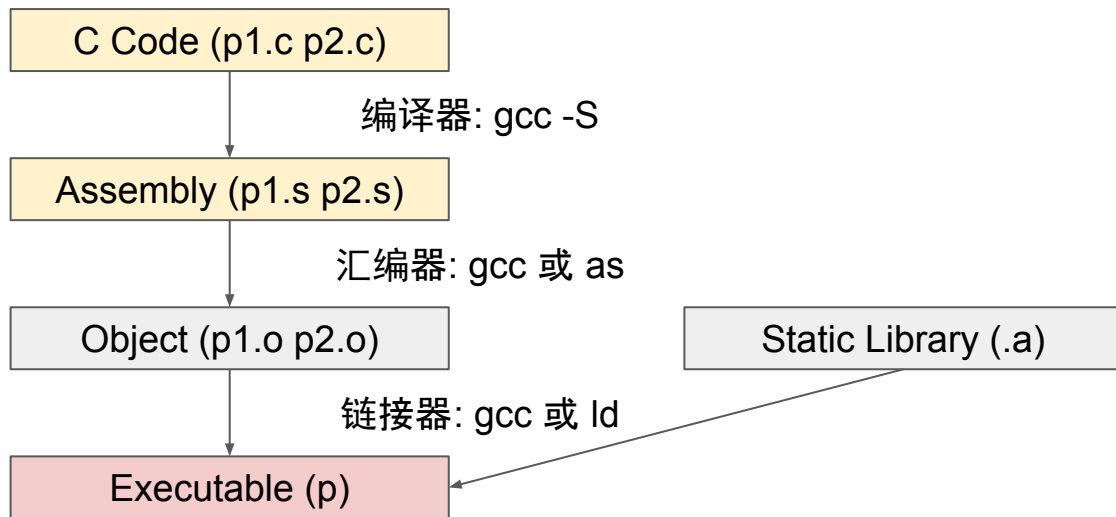 C Code (p1.c p2.c)
编译器: gcc -S
Assembly (p1.s p2.s)
汇编器: gcc 或 as
Object (p1.o p2.o)
Static Library (.a)
链接器: gcc 或 ld
Executable (p)